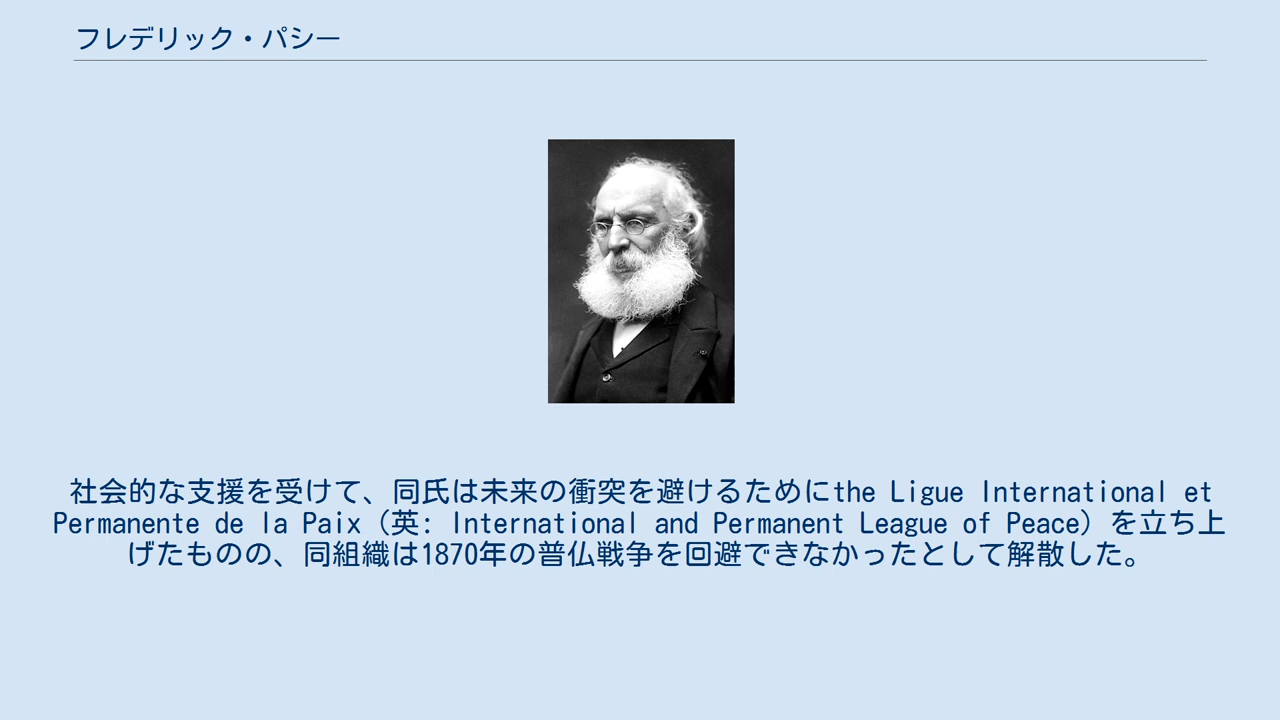 フレデリック・パシー
社会的な支援を受けて、同氏は未来の衝突を避けるためにthe Ligue International et
Permanente de la Paix（英: International and Permanent League of Peace）を立ち上
げたものの、同組織は1870年の普仏戦争を回避できなかったとして解散した。